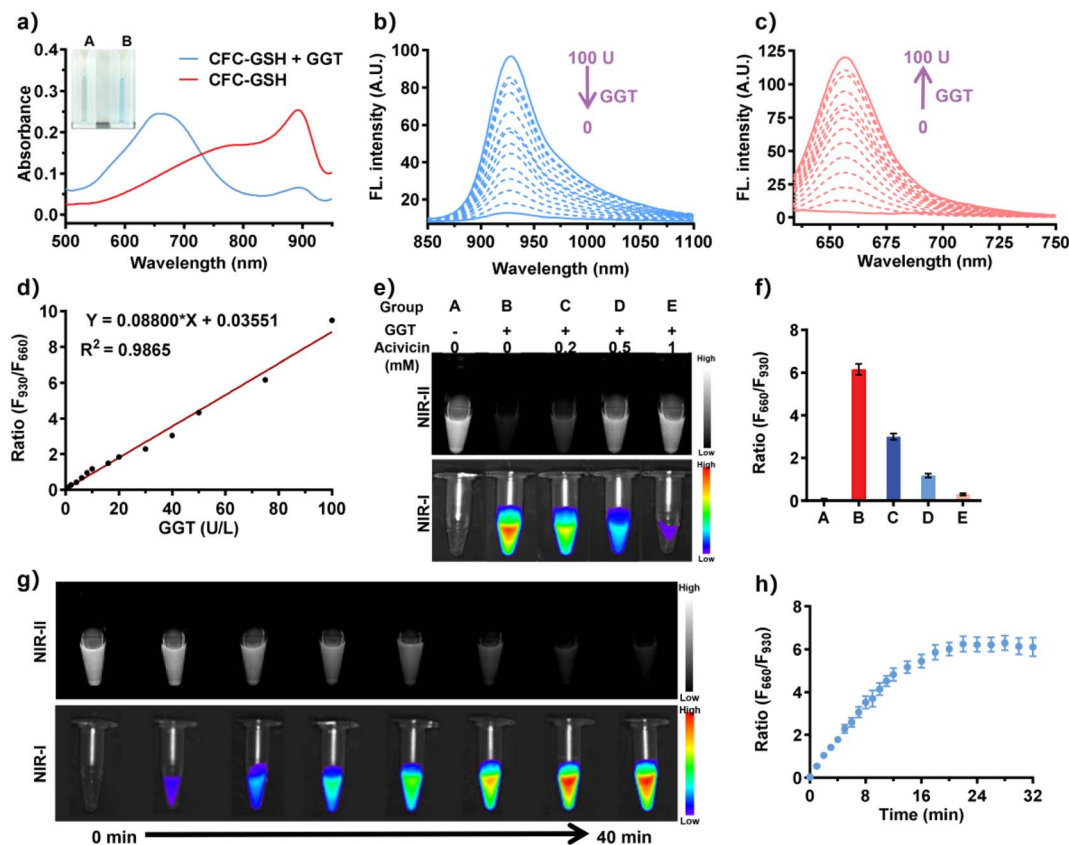 a)
A B
CFC-GSH + GGT
CFC-GSH
0.4
0.3
0.2
0.1
0.0
Absorbance
500 600 700 800 900
Wavelength (nm)
b)
100
80
60
40
20
FL. intensity (A.U.)
100 U
GGT
0
850 900 950 1000 1050 1100
Wavelength (nm)
c)
125
100
75
50
25
0
FL. intensity (A.U.)
100 U
GGT
0
650 675 700 725 750
Wavelength (nm)
d)
Y = 0.08800*X + 0.03551
R² = 0.9865
10
8
6
4
2
0
Ratio (F₉₃₀/F₆₆₀)
0 20 40 60 80 100
GGT (U/L)
e)
Group A B C D E
GGT - + + + +
Acivicin 0 0 0.2 0.5 1
(mM)
NIR-II
High
Low
NIR-I
High
Low
f)
8
6
4
2
0
Ratio (F₆₆₀/F₉₃₀)
A B C D E
g)
NIR-II
High
Low
NIR-I
High
Low
0 min 40 min
h)
8
6
4
2
0
Ratio (F₆₆₀/F₉₃₀)
0 8 16 24 32
Time (min)